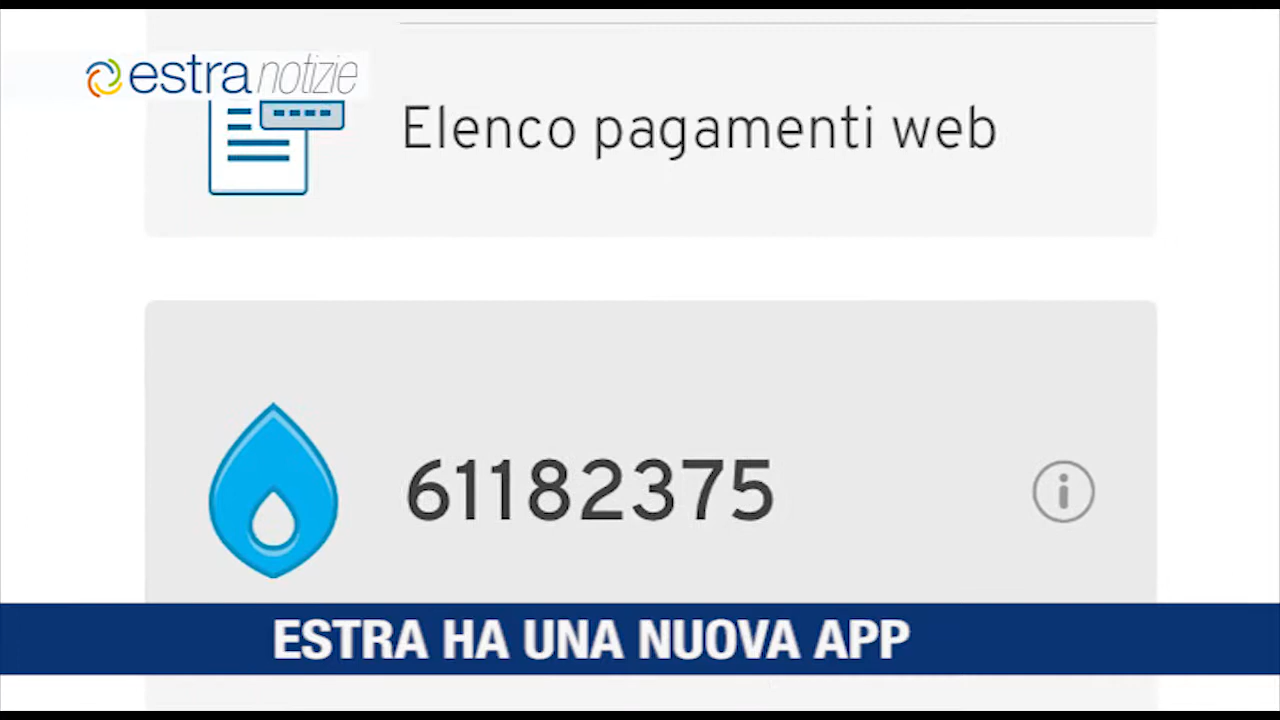 estra notizie
Elenco pagamenti web
61182375
ESTRA HA UNA NUOVA APP